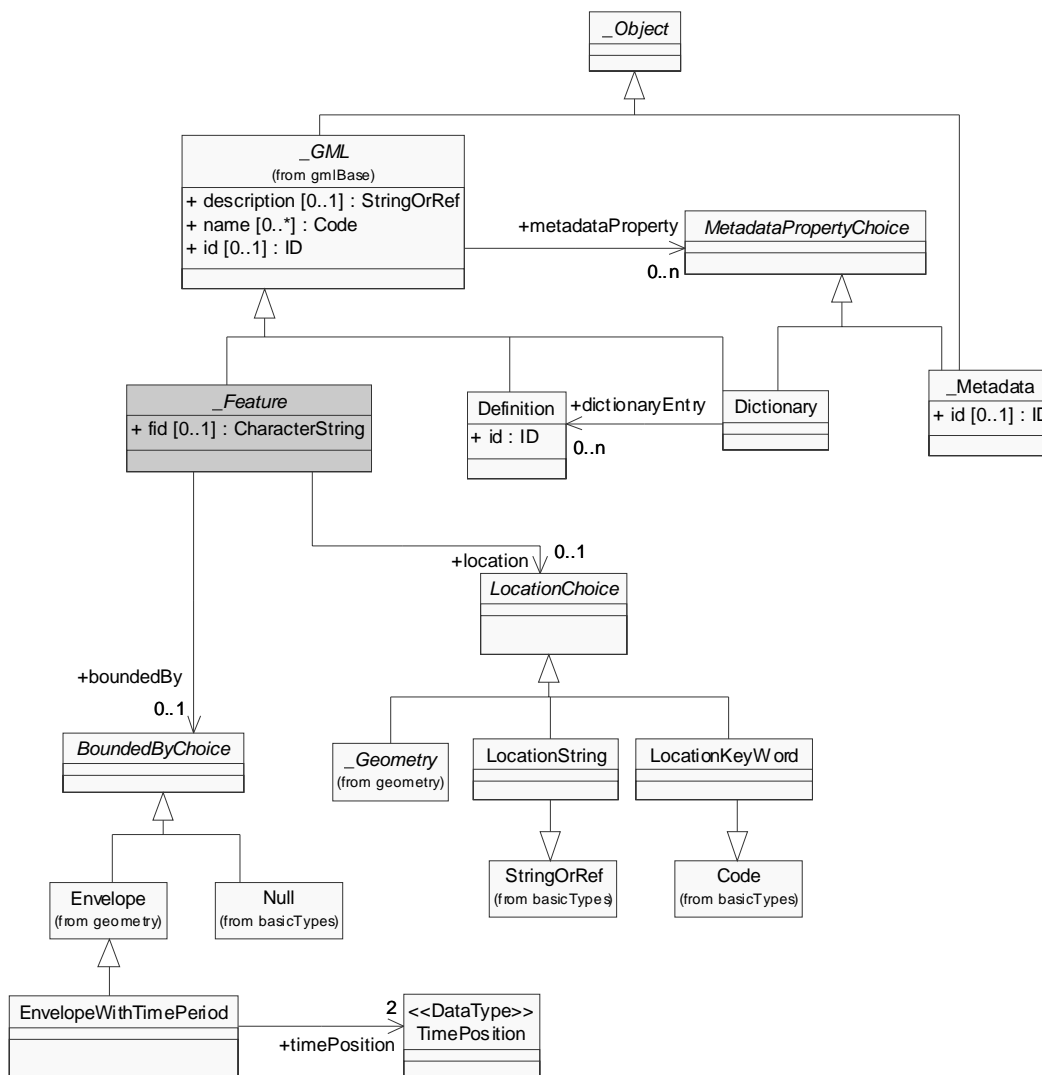 _Object
_GML
(from gmlBase)
+ description [0..1] : StringOrRef
+ name [0..*] : Code
+ id [0..1] : ID
+metadataProperty
0..n
MetadataPropertyChoice
_Feature
+ fid [0..1] : CharacterString
Definition
+ id : ID
+dictionaryEntry
0..n
Dictionary
_Metadata
+ id [0..1] : ID
+location
0..1
LocationChoice
+boundedBy
0..1
BoundedByChoice
_Geometry
(from geometry)
LocationString
LocationKeyWord
StringOrRef
(from basicTypes)
Code
(from basicTypes)
Envelope
(from geometry)
Null
(from basicTypes)
EnvelopeWithTimePeriod
2
+timePosition
<<DataType>>
TimePosition